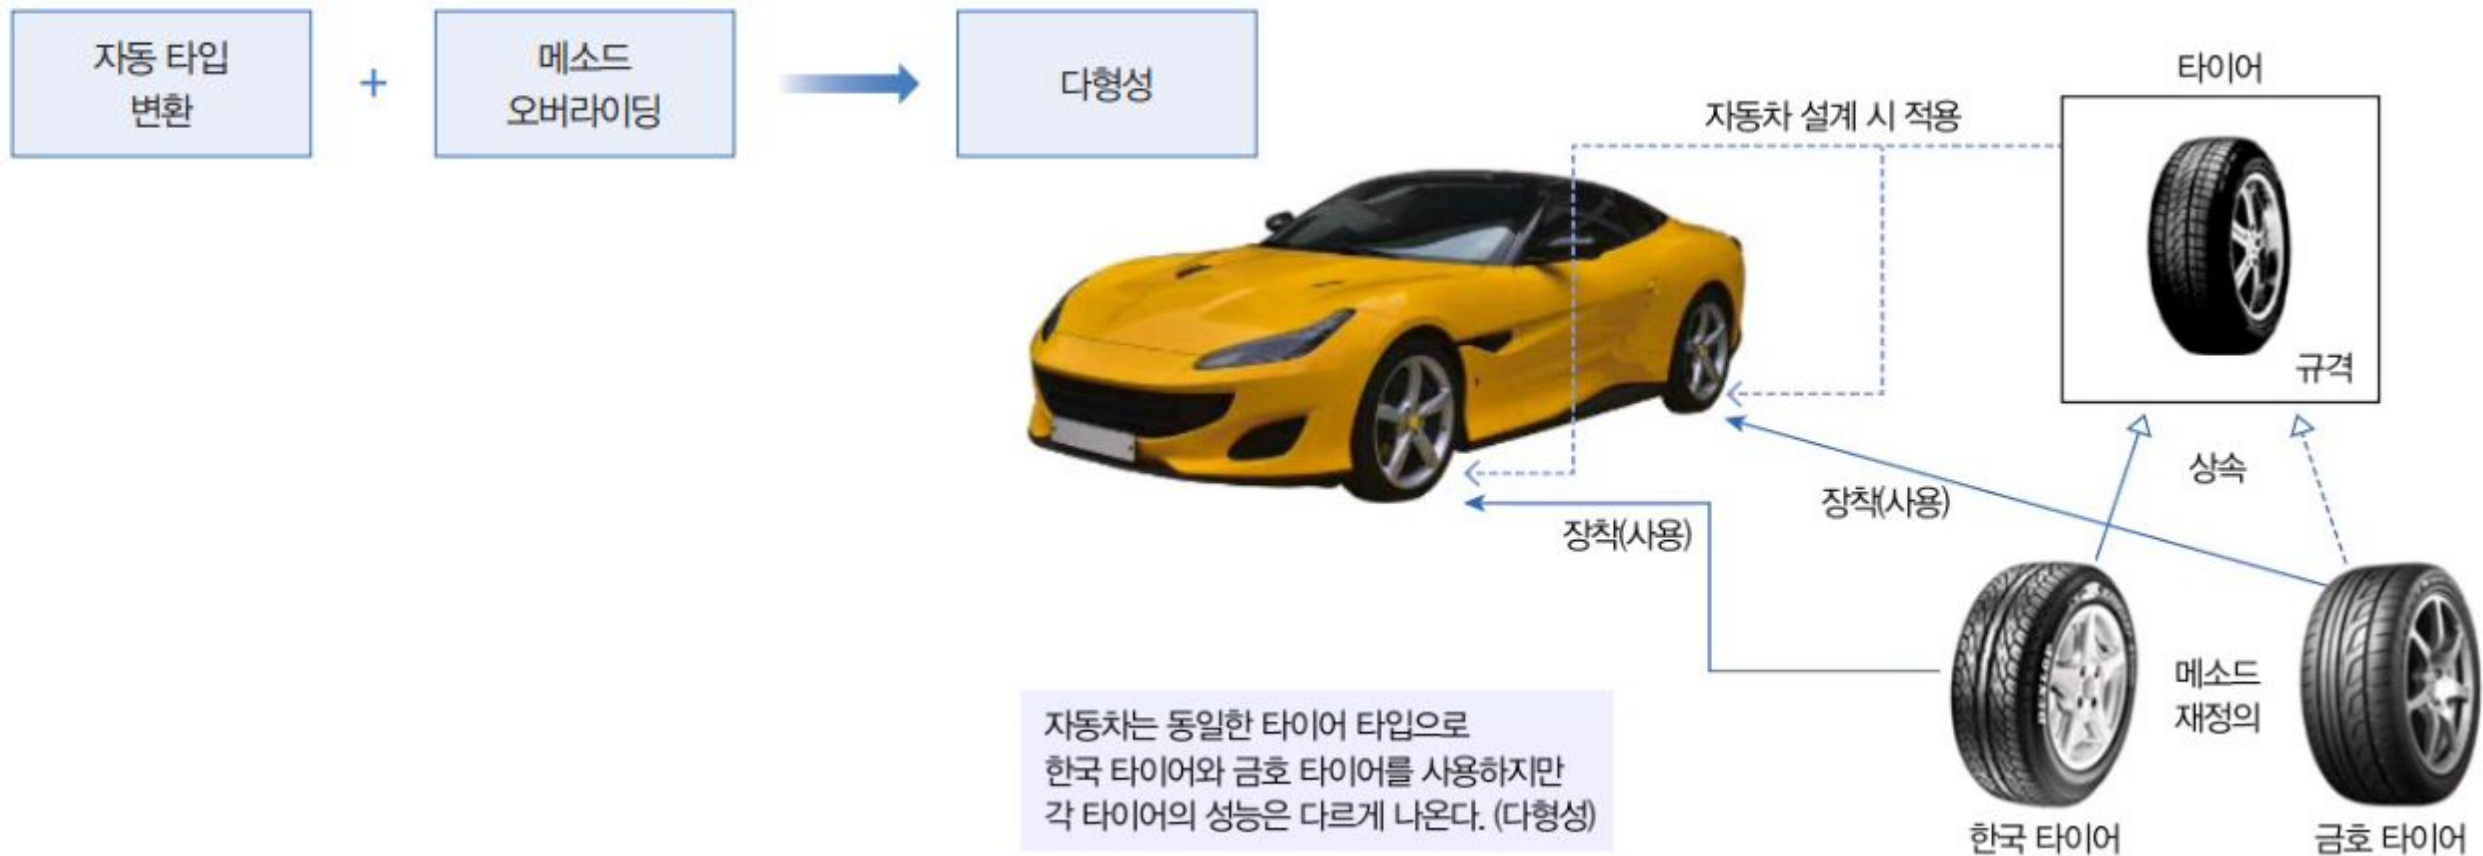 자동 타입
변환
+
메소드
오버라이딩
다형성
타이어
자동차 설계 시 적용
규격
상속
장착(사용)
장착(사용)
메소드
재정의
자동차는 동일한 타이어 타입으로
한국 타이어와 금호 타이어를 사용하지만
각 타이어의 성능은 다르게 나온다. (다형성)
한국 타이어
금호 타이어